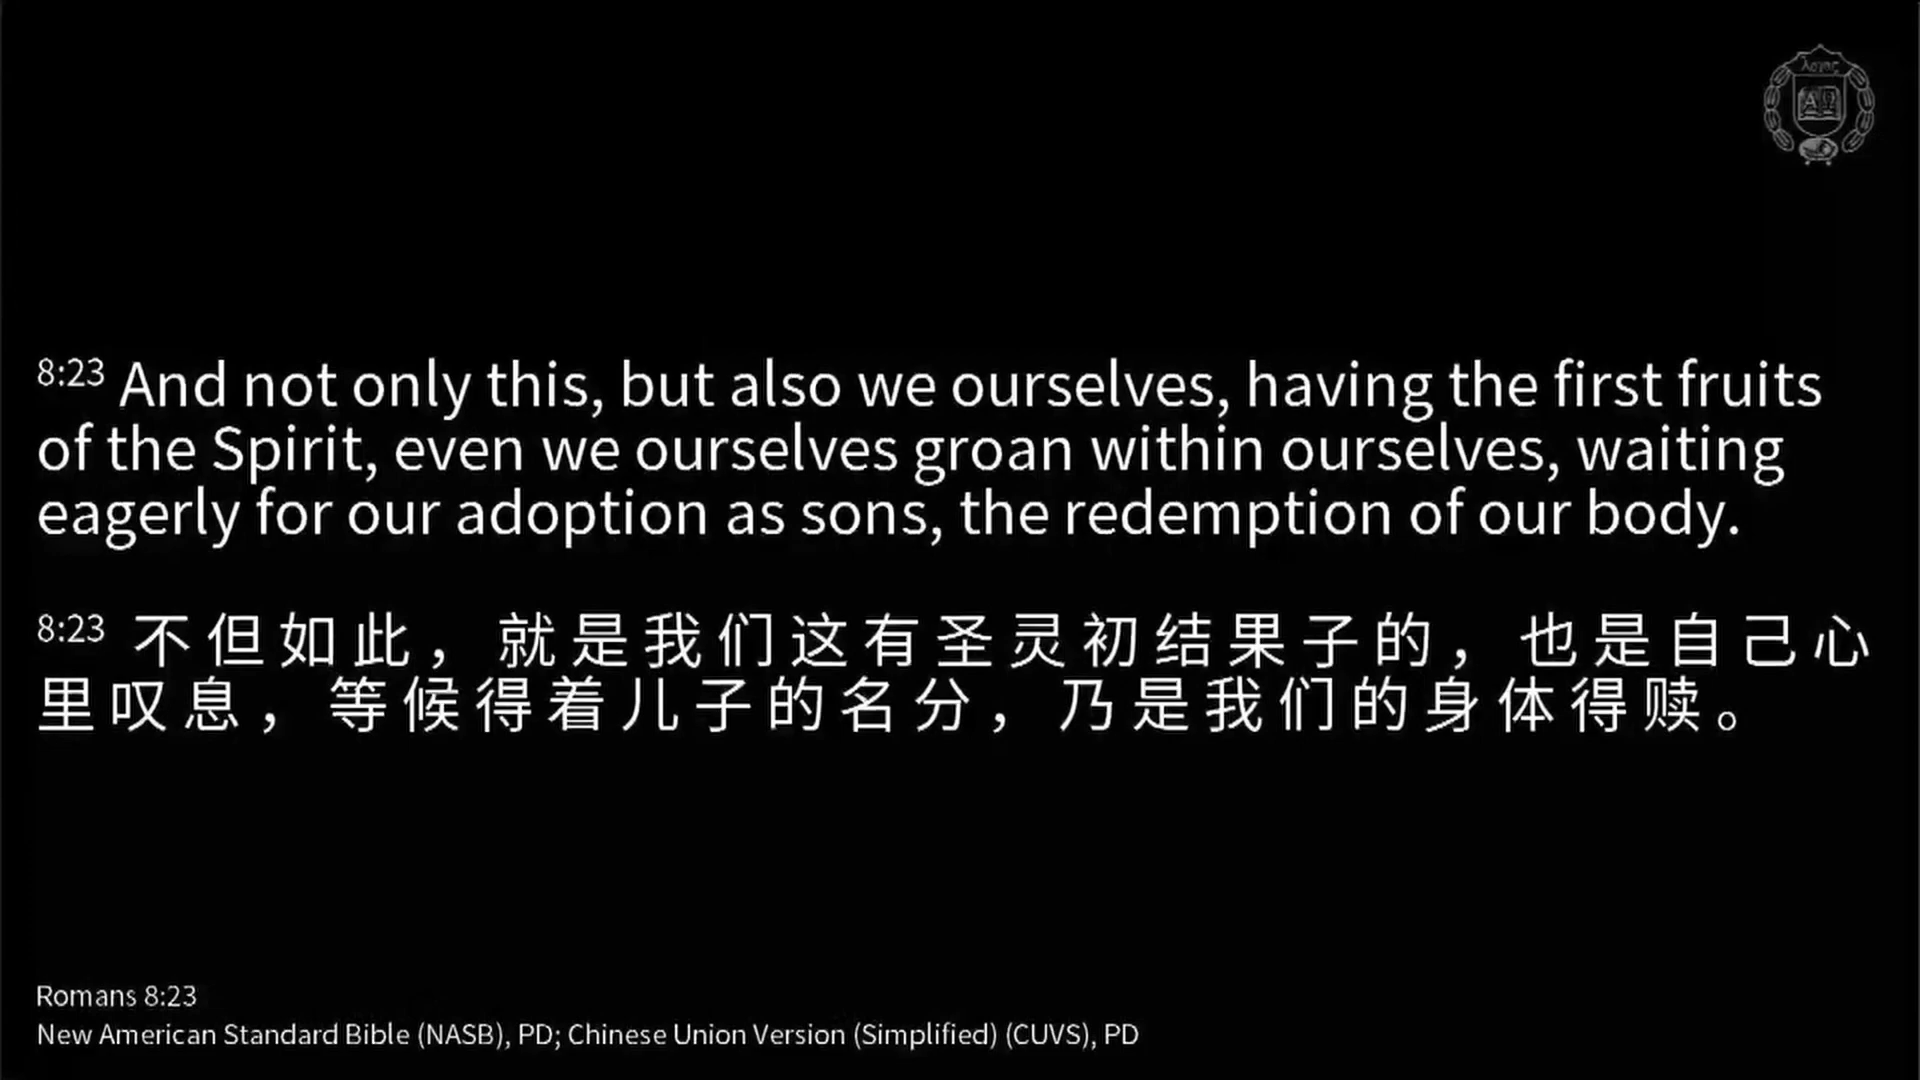 λογος
Α Ω
8:23 And not only this, but also we ourselves, having the first fruits
of the Spirit, even we ourselves groan within ourselves, waiting
eagerly for our adoption as sons, the redemption of our body.
8:23 不但如此，就是我们这有圣灵初结果子的，也是自己心
里叹息，等候得着儿子的名分，乃是我们的身体得赎。
Romans 8:23
New American Standard Bible (NASB), PD; Chinese Union Version (Simplified) (CUVS), PD